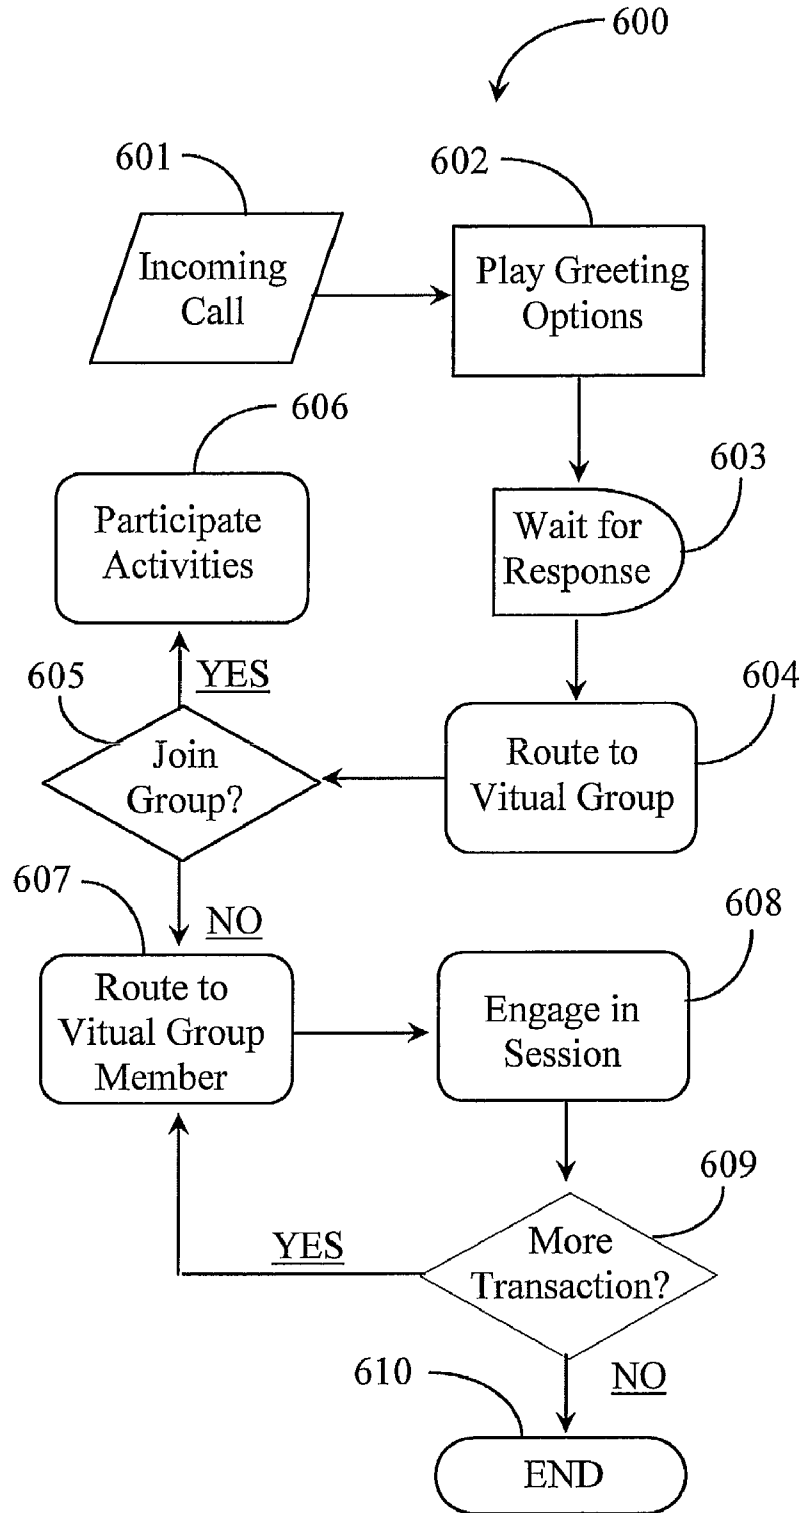 600
601
602
Incoming
Call
Play Greeting
Options
606
603
Participate
Activities
Wait for
Response
605
YES
604
Join
Group?
Route to
Vitual Group
607
NO
608
Route to
Vitual Group
Member
Engage in
Session
609
YES
More
Transaction?
610
NO
END